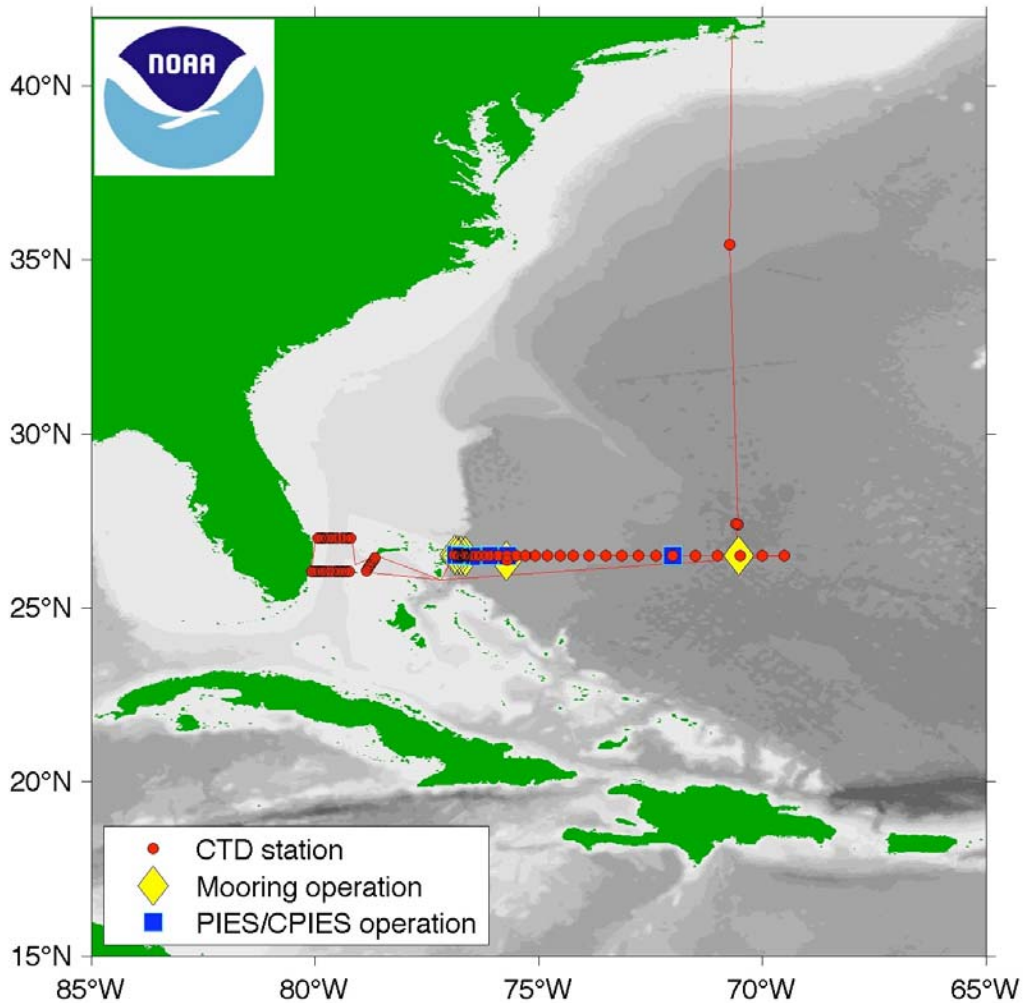 NOAA
40°N
35°N
30°N
25°N
20°N
15°N
CTD station
Mooring operation
PIES/CPIES operation
85°W 80°W 75°W 70°W 65°W